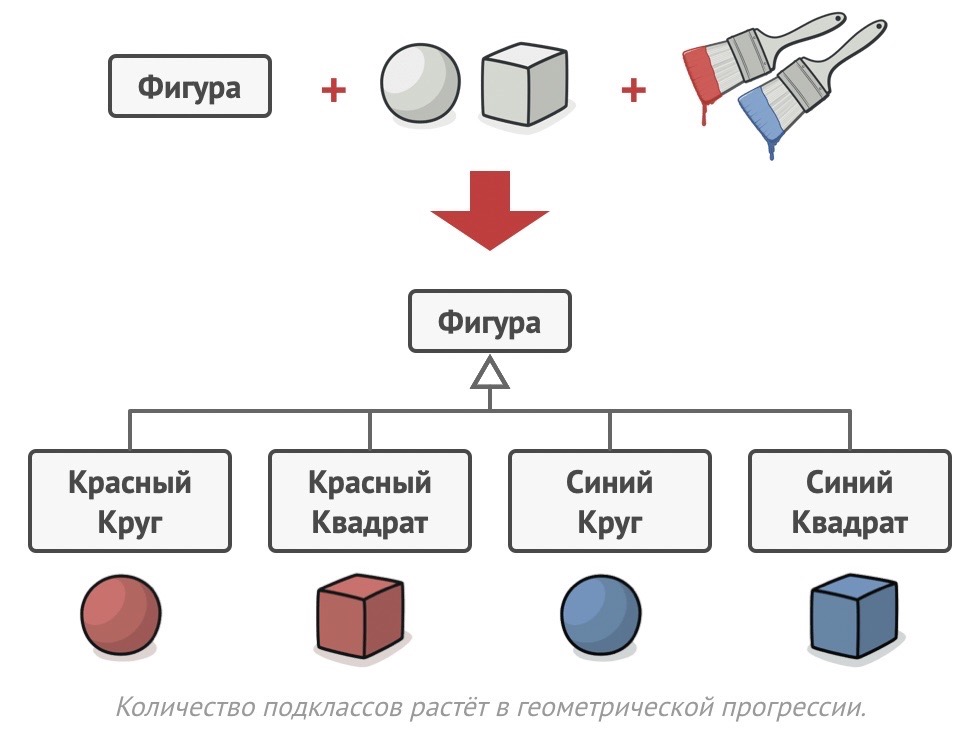 Фигура
+
+
Фигура
Красный
Круг
Красный
Квадрат
Синий
Круг
Синий
Квадрат
Количество подклассов растёт в геометрической прогрессии.